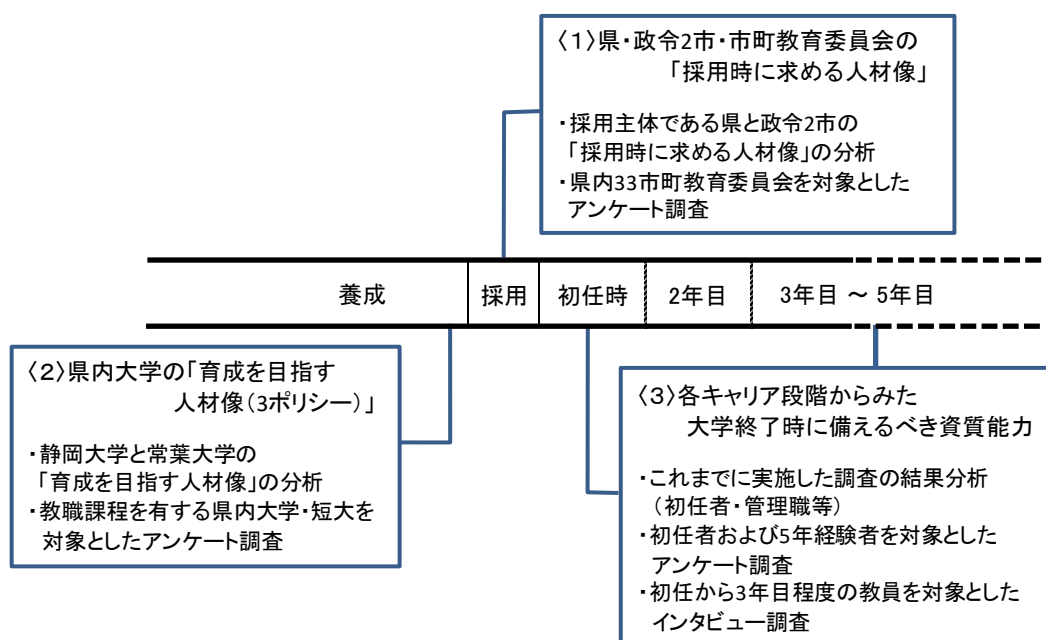 〈1〉県・政令2市・市町教育委員会の
「採用時に求める人材像」
・採用主体である県と政令2市の
「採用時に求める人材像」の分析
・県内33市町教育委員会を対象とした
アンケート調査
養成
採用
初任時
2年目
3年目 ～ 5年目
〈2〉県内大学の「育成を目指す
人材像(3ポリシー)」
・静岡大学と常葉大学の
「育成を目指す人材像」の分析
・教職課程を有する県内大学・短大を
対象としたアンケート調査
〈3〉各キャリア段階からみた
大学終了時に備えるべき資質能力
・これまでに実施した調査の結果分析
(初任者・管理職等)
・初任者および5年経験者を対象とした
アンケート調査
・初任から3年目程度の教員を対象とした
インタビュー調査